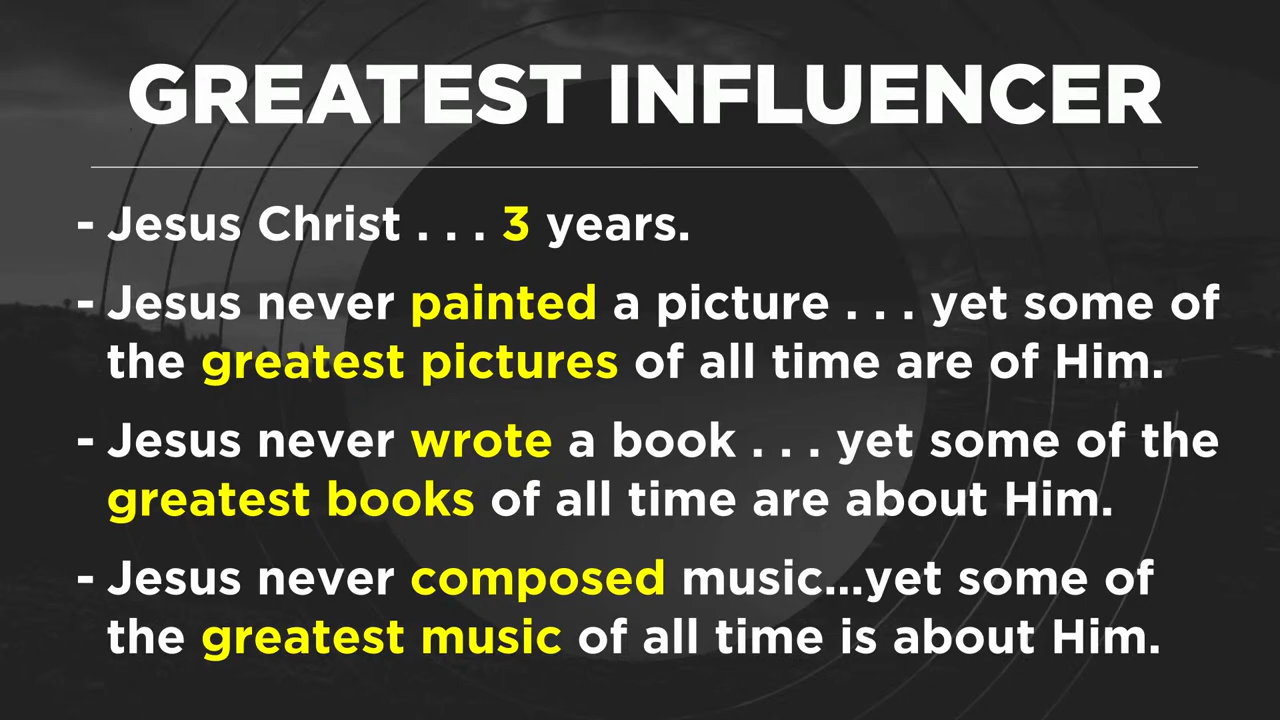 GREATEST INFLUENCER
- Jesus Christ . . . 3 years.
- Jesus never painted a picture . . . yet some of
the greatest pictures of all time are of Him.
- Jesus never wrote a book . . . yet some of the
greatest books of all time are about Him.
- Jesus never composed music...yet some of
the greatest music of all time is about Him.